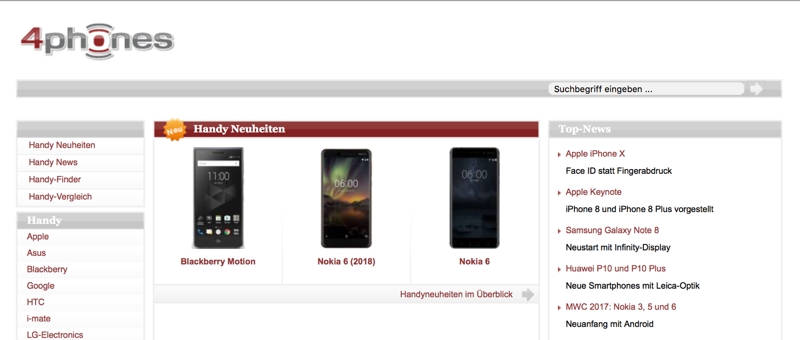 4phones
Suchbegriff eingeben ...
Handy Neuheiten
Handy News
Handy-Finder
Handy-Vergleich
Handy
Apple
Asus
Blackberry
Google
HTC
i-mate
LG-Electronics
Neu
Handy Neuheiten
11:00
06:00
06:00
Blackberry Motion
Nokia 6 (2018)
Nokia 6
Handyneuheiten im Überblick
Top-News
Apple iPhone X
Face ID statt Fingerabdruck
Apple Keynote
iPhone 8 und iPhone 8 Plus vorgestellt
Samsung Galaxy Note 8
Neustart mit Infinity-Display
Huawei P10 und P10 Plus
Neue Smartphones mit Leica-Optik
MWC 2017: Nokia 3, 5 und 6
Neuanfang mit Android